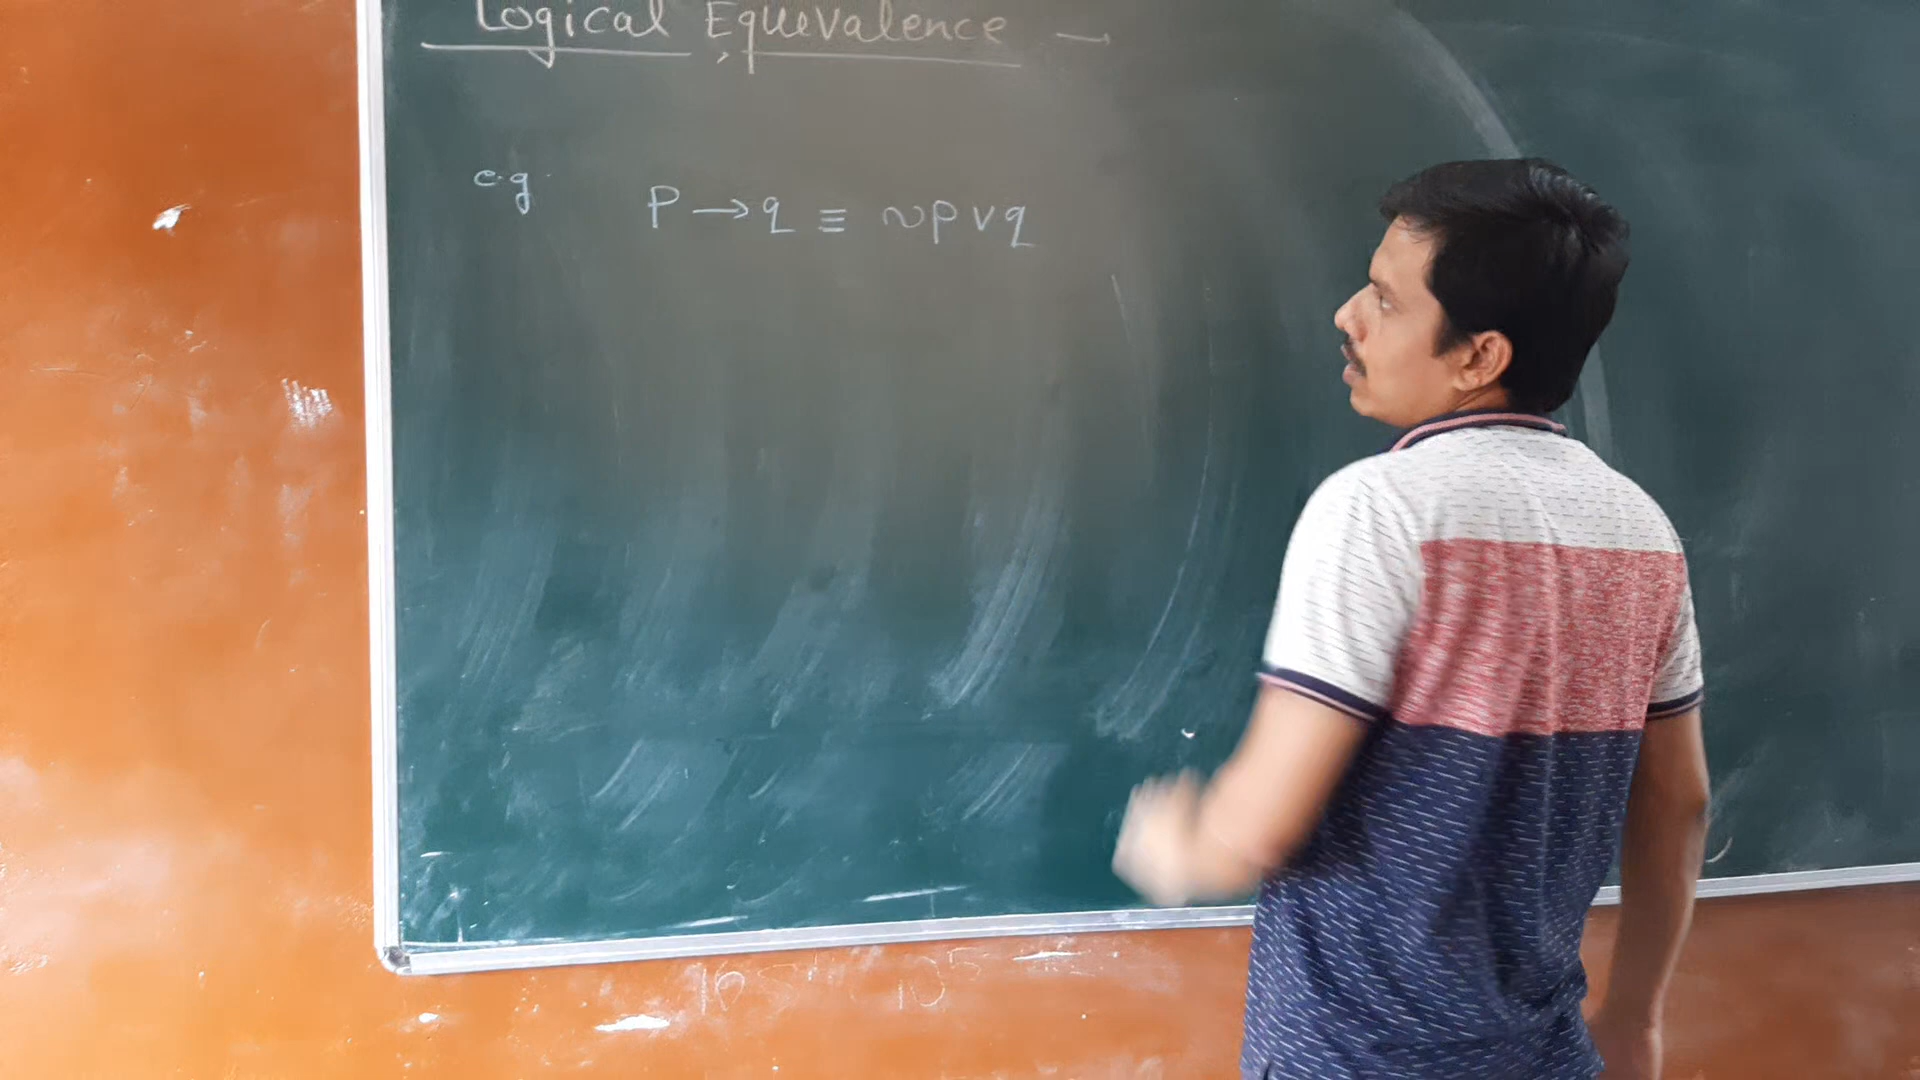 Logical Equivalence →
e.g. p → q ≡ ~p ∨ q